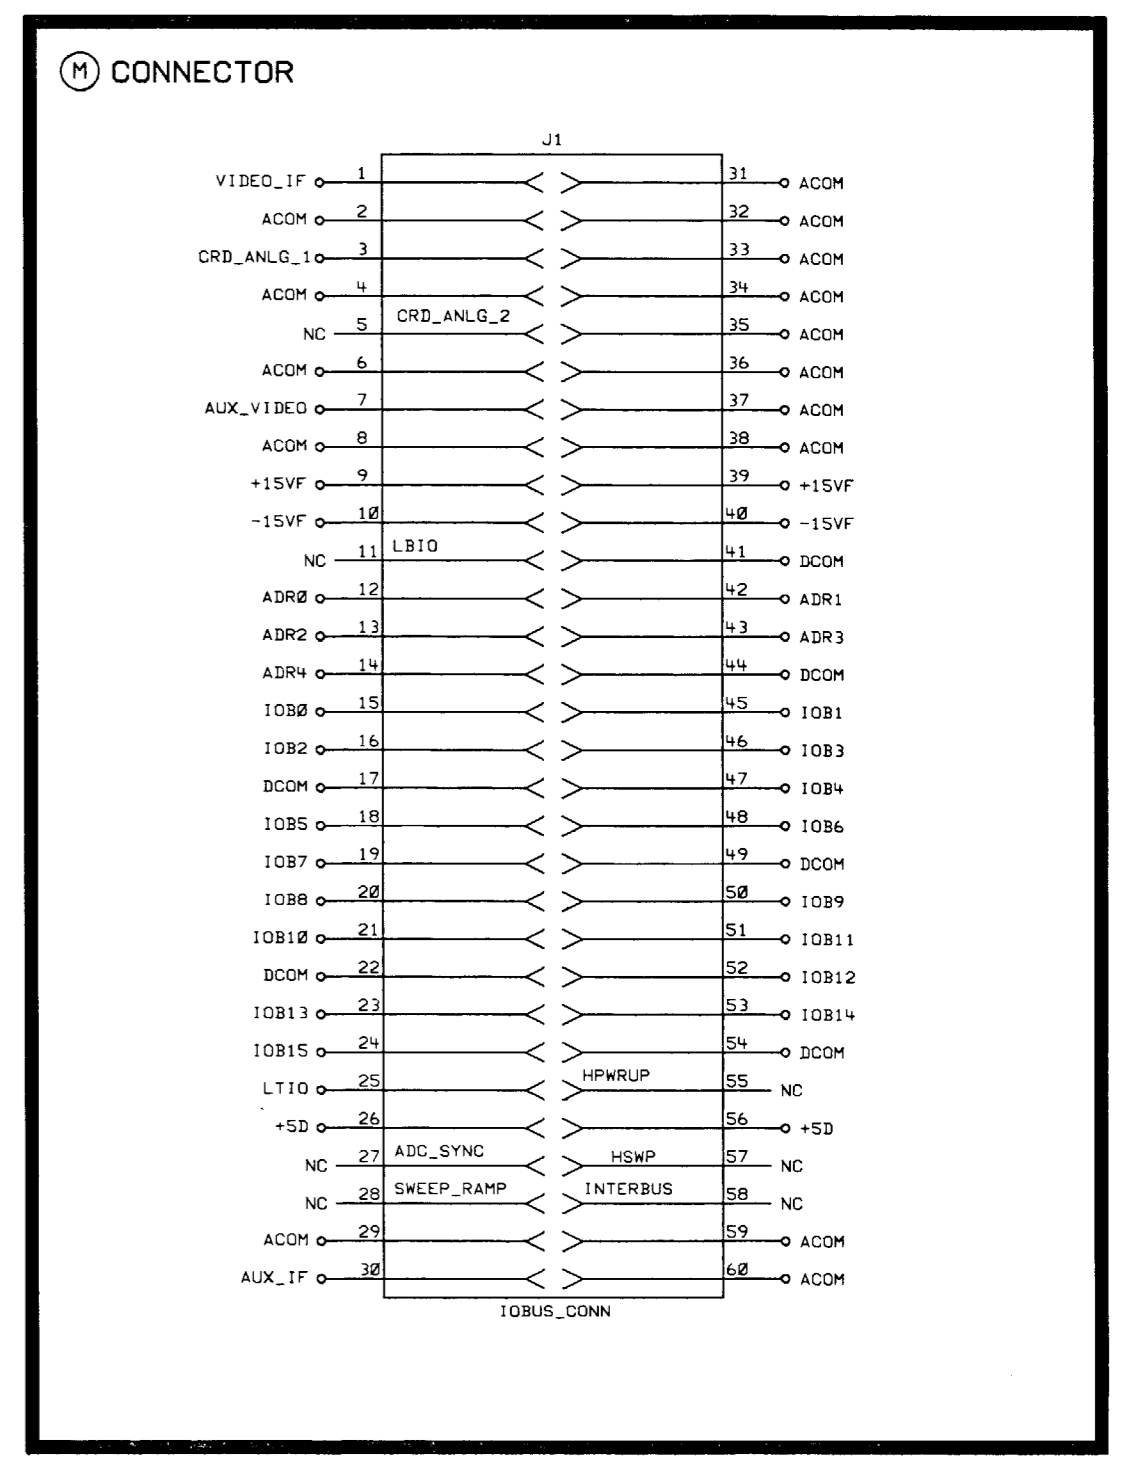 M CONNECTOR
J1
VIDEO_IF 1 31 ACOM
ACOM 2 32 ACOM
CRD_ANLG_1 3 33 ACOM
ACOM 4 34 ACOM
CRD_ANLG_2
NC 5 35 ACOM
ACOM 6 36 ACOM
AUX_VIDEO 7 37 ACOM
ACOM 8 38 ACOM
+15VF 9 39 +15VF
-15VF 10 40 -15VF
NC 11 LBIO 41 DCOM
ADR0 12 42 ADR1
ADR2 13 43 ADR3
ADR4 14 44 DCOM
IOB0 15 45 IOB1
IOB2 16 46 IOB3
DCOM 17 47 IOB4
IOB5 18 48 IOB6
IOB7 19 49 DCOM
IOB8 20 50 IOB9
IOB10 21 51 IOB11
DCOM 22 52 IOB12
IOB13 23 53 IOB14
IOB15 24 54 DCOM
LTIO 25 HPWRUP 55 NC
+5D 26 56 +5D
NC 27 ADC_SYNC HSWP 57 NC
NC 28 SWEEP_RAMP INTERBUS 58 NC
ACOM 29 59 ACOM
AUX_IF 30 60 ACOM
IOBUS_CONN